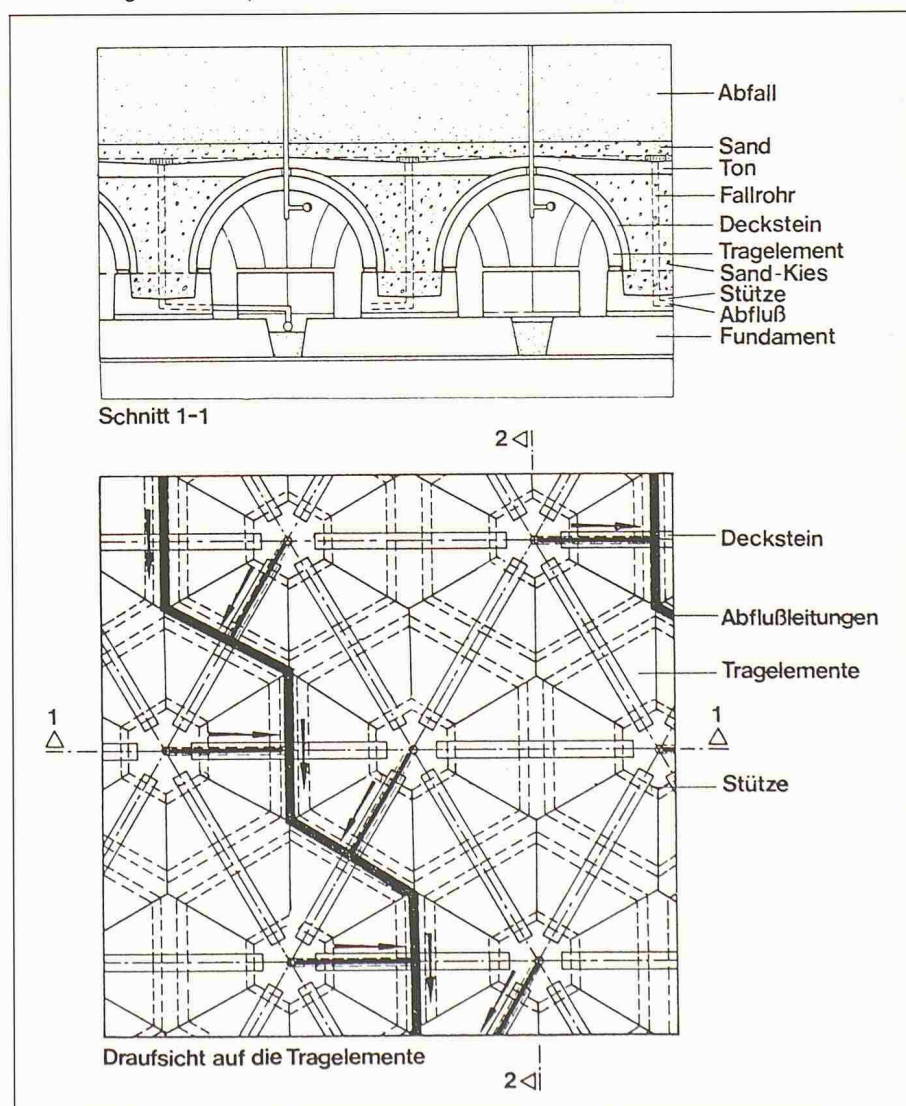 Abfall
Sand
Ton
Fallrohr
Deckstein
Tragelement
Sand-Kies
Stütze
Abfluß
Fundament
Schnitt 1-1
2
Deckstein
Abflußleitungen
Tragelemente
1
1
Stütze
Draufsicht auf die Tragelemente
2